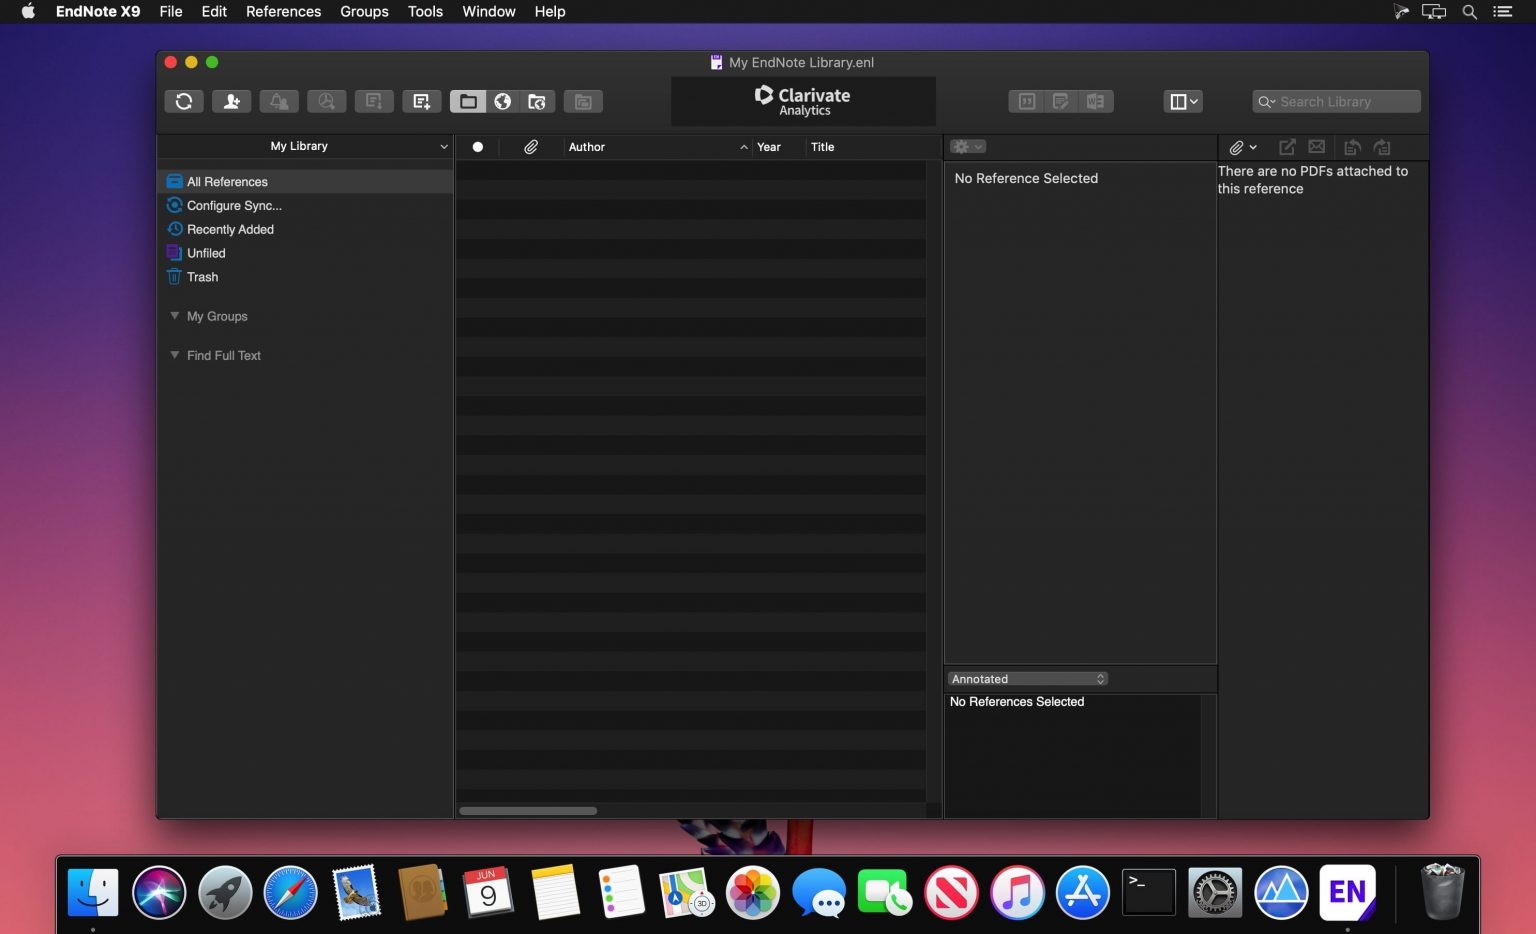 EndNote X9 File Edit References Groups Tools Window Help
My EndNote Library.enl
Clarivate
Analytics
Search Library
My Library
Author Year Title
All References
Configure Sync...
Recently Added
Unfiled
Trash
My Groups
Find Full Text
No Reference Selected
There are no PDFs attached to
this reference
Annotated
No References Selected
JUN
9
3D
>_
EN